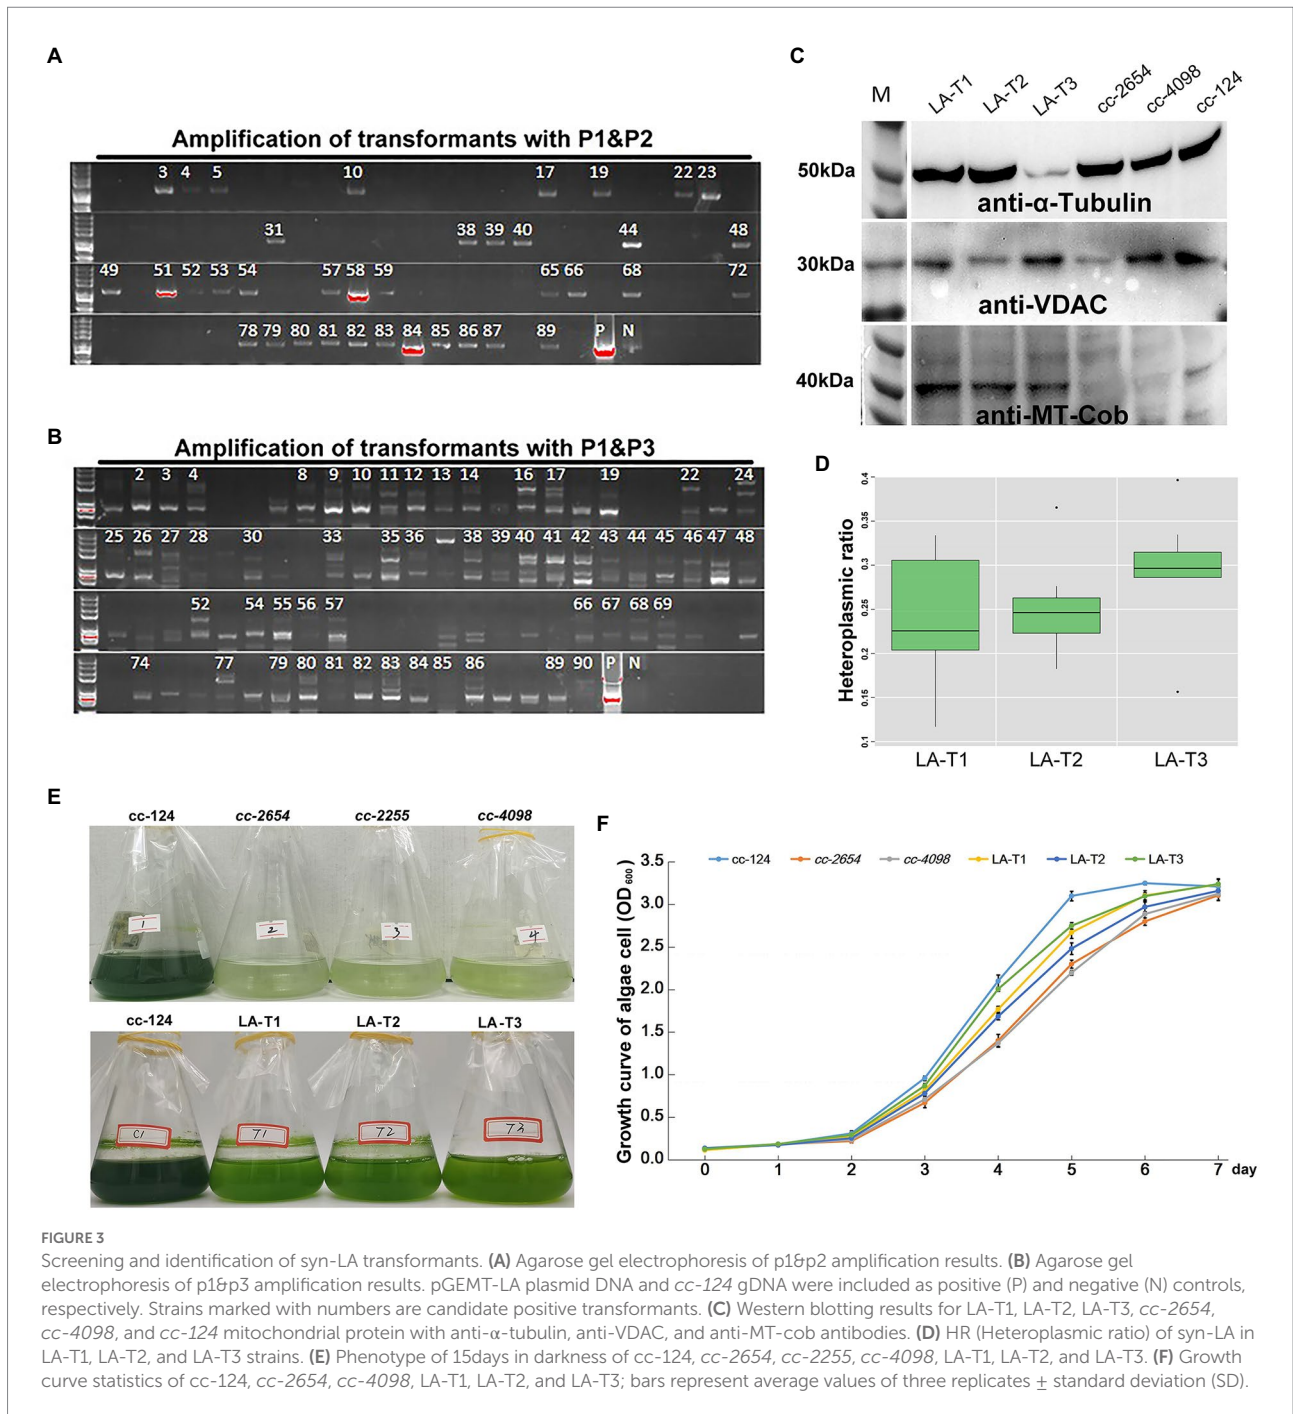 A
Amplification of transformants with P1&P2
3 4 5 10 17 19 22 23
31 38 39 40 44 48
49 51 52 53 54 57 58 59 65 66 68 72
78 79 80 81 82 83 84 85 86 87 89 P N
B
Amplification of transformants with P1&P3
2 3 4 8 9 10 11 12 13 14 16 17 19 22 24
25 26 27 28 30 33 35 36 38 39 40 41 42 43 44 45 46 47 48
52 54 55 56 57 66 67 68 69
74 77 79 80 81 82 83 84 85 86 89 90 P N
C
M LA-T1 LA-T2 LA-T3 cc-2654 cc-4098 cc-124
50kDa
anti-α-Tubulin
30kDa
anti-VDAC
40kDa
anti-MT-Cob
D
Heteroplasmic ratio
0.4
0.35
0.3
0.25
0.2
0.15
0.1
LA-T1 LA-T2 LA-T3
E
cc-124 cc-2654 cc-2255 cc-4098
1 2 3 4
cc-124 LA-T1 LA-T2 LA-T3
C1 T1 T2 T3
F
cc-124 cc-2654 cc-4098 LA-T1 LA-T2 LA-T3
Growth curve of algae cell (OD600)
3.5
3.0
2.5
2.0
1.5
1.0
0.5
0.0
0 1 2 3 4 5 6 7 day
FIGURE 3
Screening and identification of syn-LA transformants. (A) Agarose gel electrophoresis of p1&p2 amplification results. (B) Agarose gel
electrophoresis of p1&p3 amplification results. pGEMT-LA plasmid DNA and cc-124 gDNA were included as positive (P) and negative (N) controls,
respectively. Strains marked with numbers are candidate positive transformants. (C) Western blotting results for LA-T1, LA-T2, LA-T3, cc-2654,
cc-4098, and cc-124 mitochondrial protein with anti-α-tubulin, anti-VDAC, and anti-MT-cob antibodies. (D) HR (Heteroplasmic ratio) of syn-LA in
LA-T1, LA-T2, and LA-T3 strains. (E) Phenotype of 15days in darkness of cc-124, cc-2654, cc-2255, cc-4098, LA-T1, LA-T2, and LA-T3. (F) Growth
curve statistics of cc-124, cc-2654, cc-4098, LA-T1, LA-T2, and LA-T3; bars represent average values of three replicates ± standard deviation (SD).